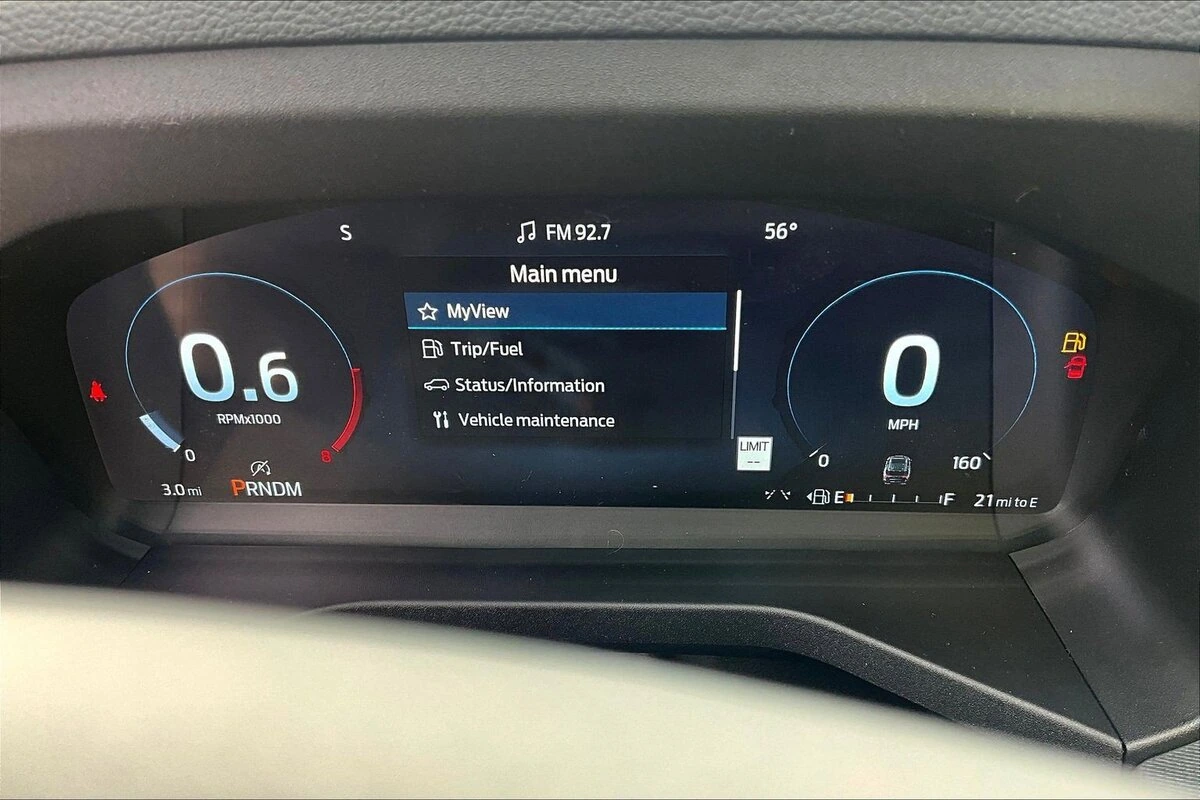 S FM 92.7 56°
Main menu
MyView
Trip/Fuel
Status/Information
Vehicle maintenance
0.6
RPMx1000
0 8
3.0 mi PRNDM
LIMIT
--
0
MPH
0 160
E F 21 mi to E